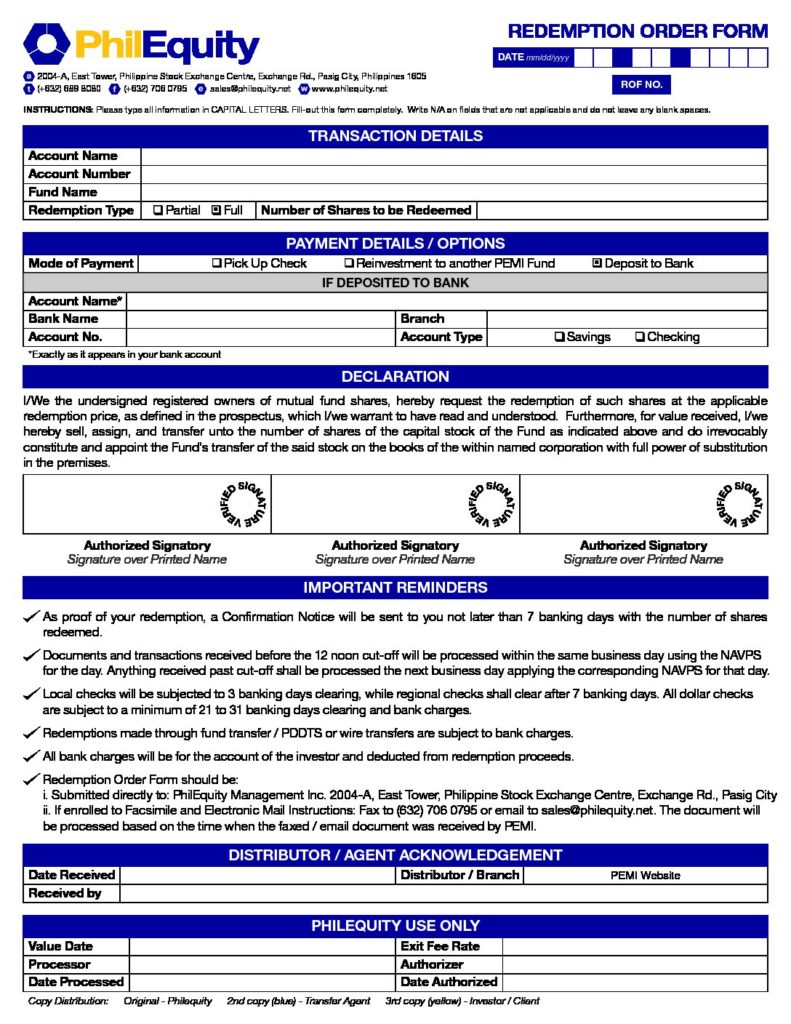 PhilEquity
REDEMPTION ORDER FORM
DATE mm/dd/yyyy
a 2004-A, East Tower, Philippine Stock Exchange Centre, Exchange Rd., Pasig City, Philippines 1605
t (+632) 689 8080 f (+632) 706 0795 e sales@philequity.net w www.philequity.net
ROF NO.
INSTRUCTIONS: Please type all information in CAPITAL LETTERS. Fill-out this form completely. Write N/A on fields that are not applicable and do not leave any blank spaces.
TRANSACTION DETAILS
Account Name
Account Number
Fund Name
Redemption Type Partial Full Number of Shares to be Redeemed
PAYMENT DETAILS / OPTIONS
Mode of Payment Pick Up Check Reinvestment to another PEMI Fund Deposit to Bank
IF DEPOSITED TO BANK
Account Name*
Bank Name Branch
Account No. Account Type Savings Checking
*Exactly as it appears in your bank account
DECLARATION
I/We the undersigned registered owners of mutual fund shares, hereby request the redemption of such shares at the applicable
redemption price, as defined in the prospectus, which I/we warrant to have read and understood. Furthermore, for value received, I/we
hereby sell, assign, and transfer unto the number of shares of the capital stock of the Fund as indicated above and do irrevocably
constitute and appoint the Fund's transfer of the said stock on the books of the within named corporation with full power of substitution
in the premises.
SIGNATURE VERIFIED SIGNATURE VERIFIED SIGNATURE VERIFIED
Authorized Signatory Authorized Signatory Authorized Signatory
Signature over Printed Name Signature over Printed Name Signature over Printed Name
IMPORTANT REMINDERS
As proof of your redemption, a Confirmation Notice will be sent to you not later than 7 banking days with the number of shares
redeemed.
Documents and transactions received before the 12 noon cut-off will be processed within the same business day using the NAVPS
for the day. Anything received past cut-off shall be processed the next business day applying the corresponding NAVPS for that day.
Local checks will be subjected to 3 banking days clearing, while regional checks shall clear after 7 banking days. All dollar checks
are subject to a minimum of 21 to 31 banking days clearing and bank charges.
Redemptions made through fund transfer / PDDTS or wire transfers are subject to bank charges.
All bank charges will be for the account of the investor and deducted from redemption proceeds.
Redemption Order Form should be:
i. Submitted directly to: PhilEquity Management Inc. 2004-A, East Tower, Philippine Stock Exchange Centre, Exchange Rd., Pasig City
ii. If enrolled to Facsimile and Electronic Mail Instructions: Fax to (632) 706 0795 or email to sales@philequity.net. The document will
be processed based on the time when the faxed / email document was received by PEMI.
DISTRIBUTOR / AGENT ACKNOWLEDGEMENT
Date Received Distributor / Branch PEMI Website
Received by
PHILEQUITY USE ONLY
Value Date Exit Fee Rate
Processor Authorizer
Date Processed Date Authorized
Copy Distribution: Original - Philequity 2nd copy (blue) - Transfer Agent 3rd copy (yellow) - Investor / Client